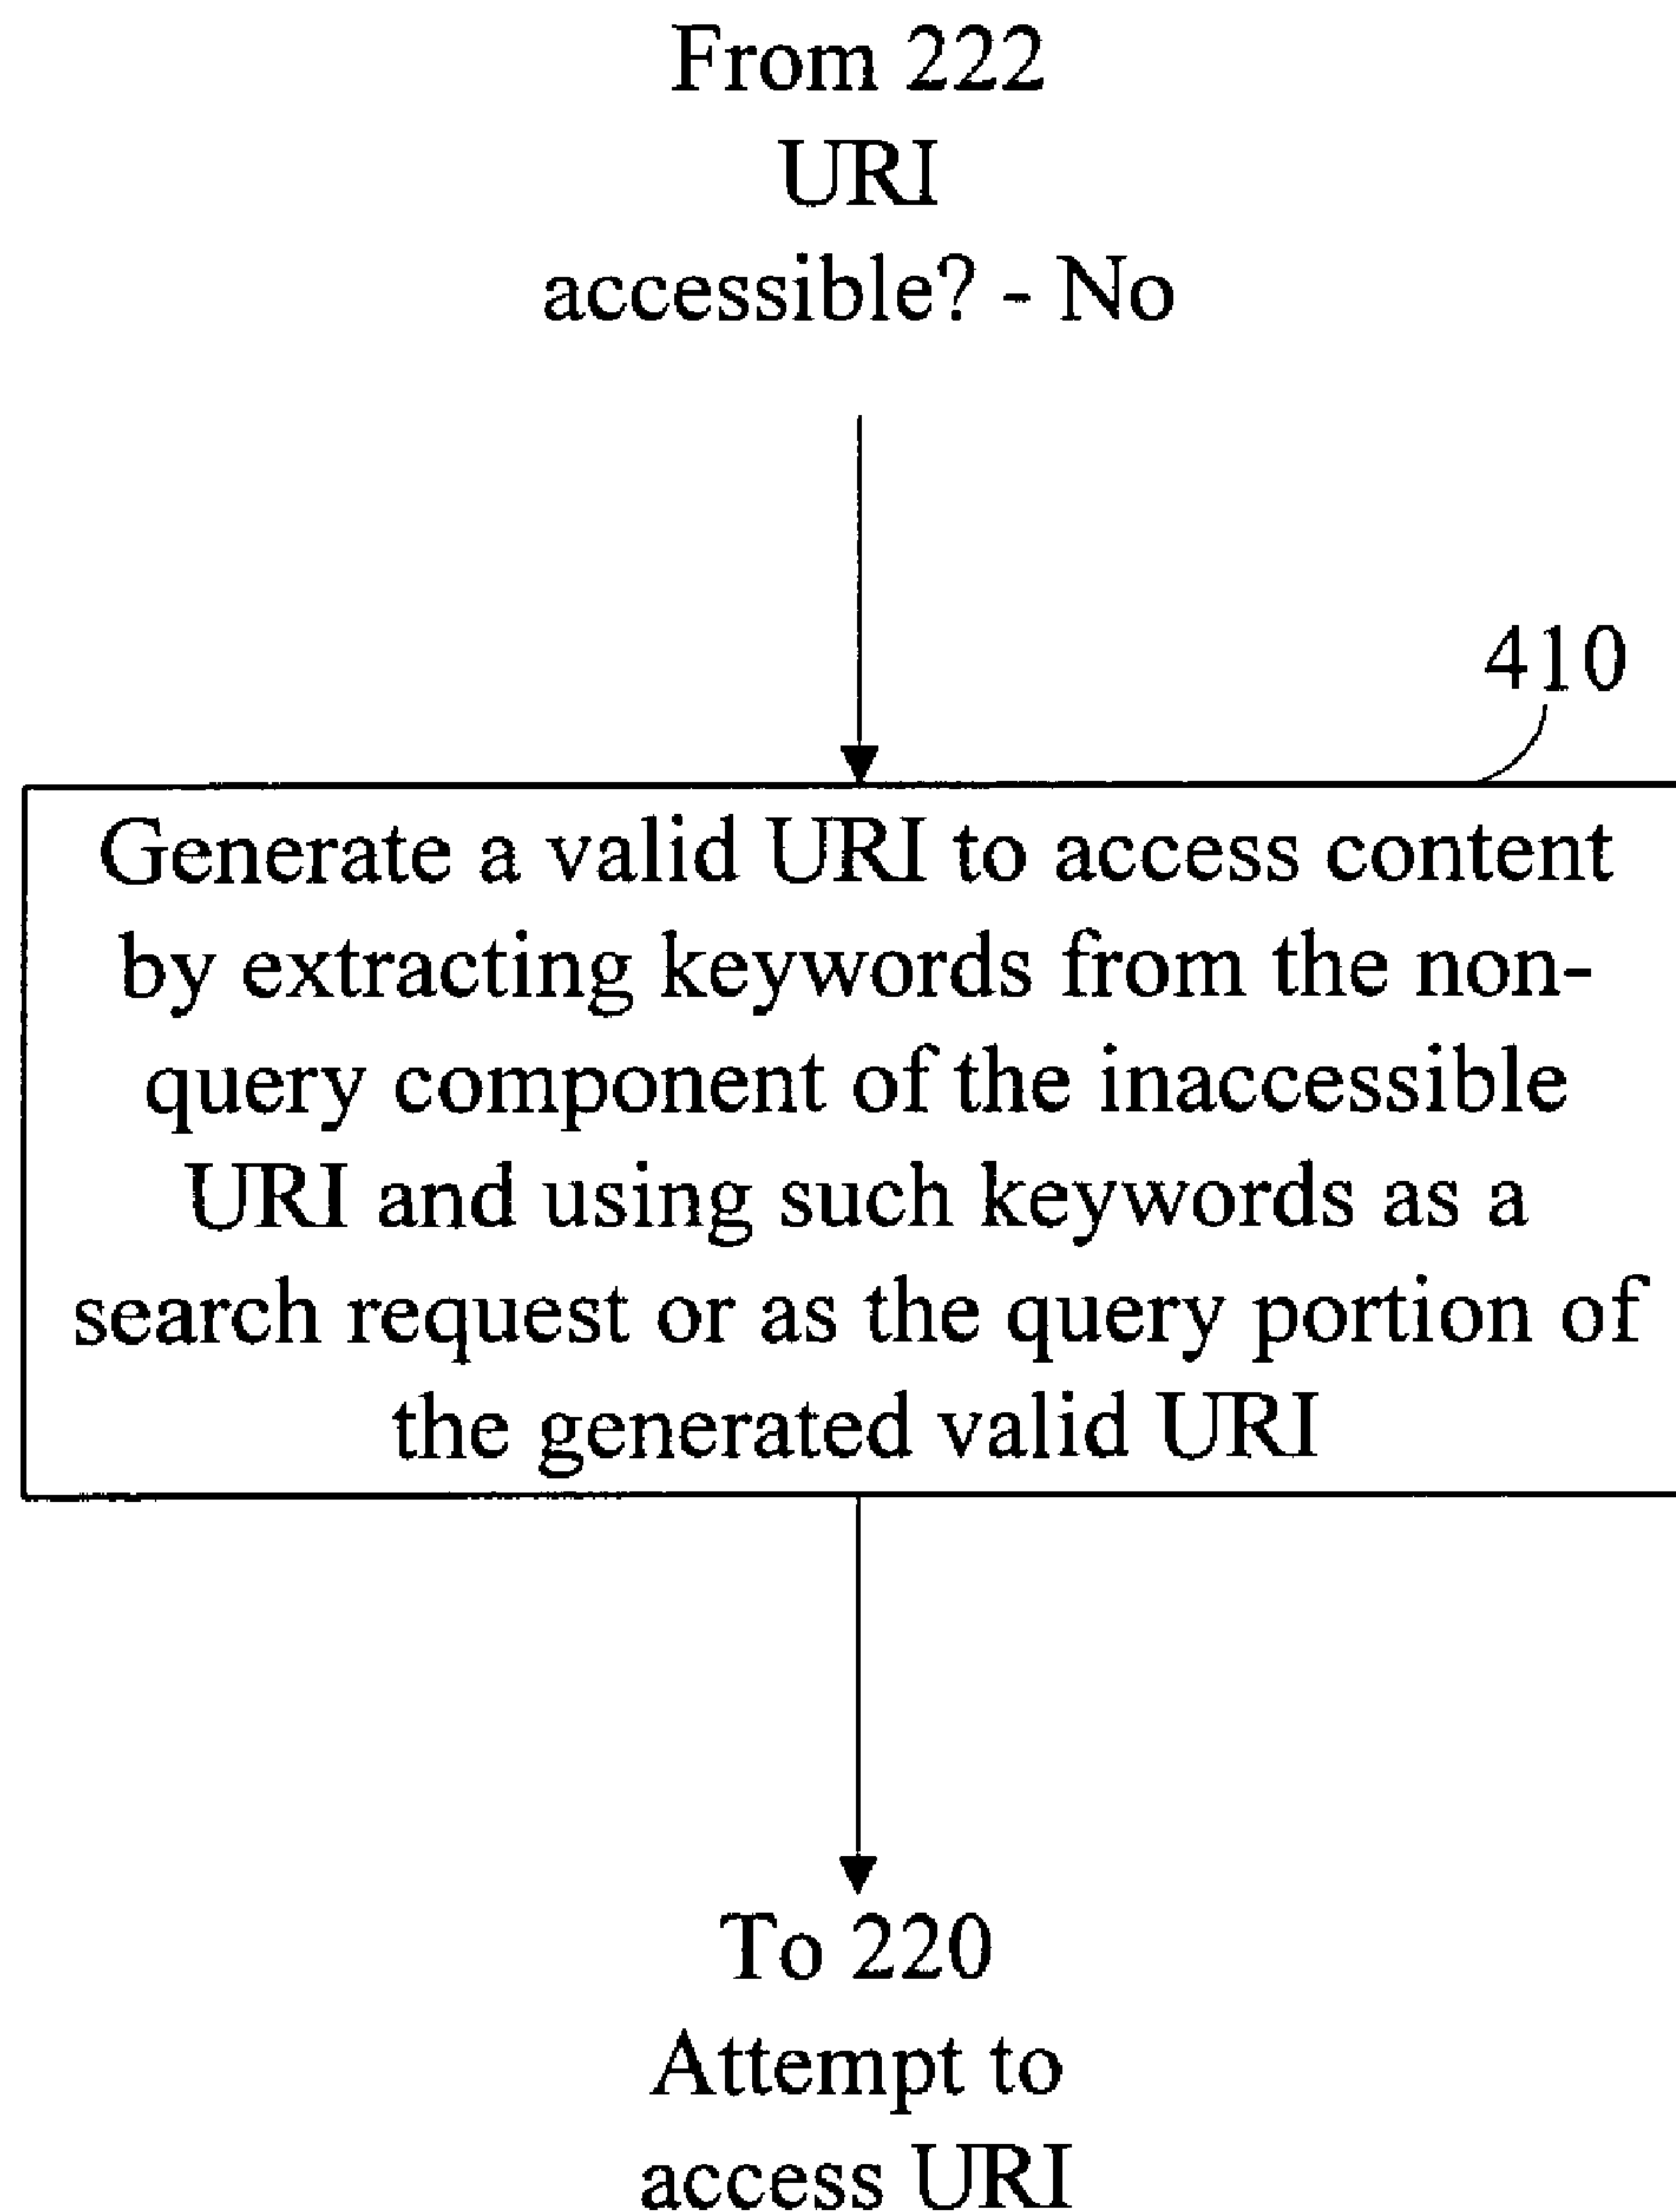 From 222
URI
accessible? - No
410
Generate a valid URI to access content
by extracting keywords from the non-
query component of the inaccessible
URI and using such keywords as a
search request or as the query portion of
the generated valid URI
To 220
Attempt to
access URI